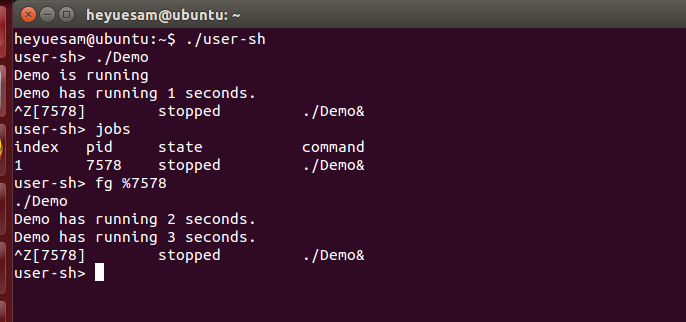 heyuesam@ubuntu: ~
heyuesam@ubuntu:~$ ./user-sh
user-sh> ./Demo
Demo is running
Demo has running 1 seconds.
^Z[7578]        stopped         ./Demo&
user-sh> jobs
index   pid     state           command
1       7578    stopped         ./Demo&
user-sh> fg %7578
./Demo
Demo has running 2 seconds.
Demo has running 3 seconds.
^Z[7578]        stopped         ./Demo&
user-sh>